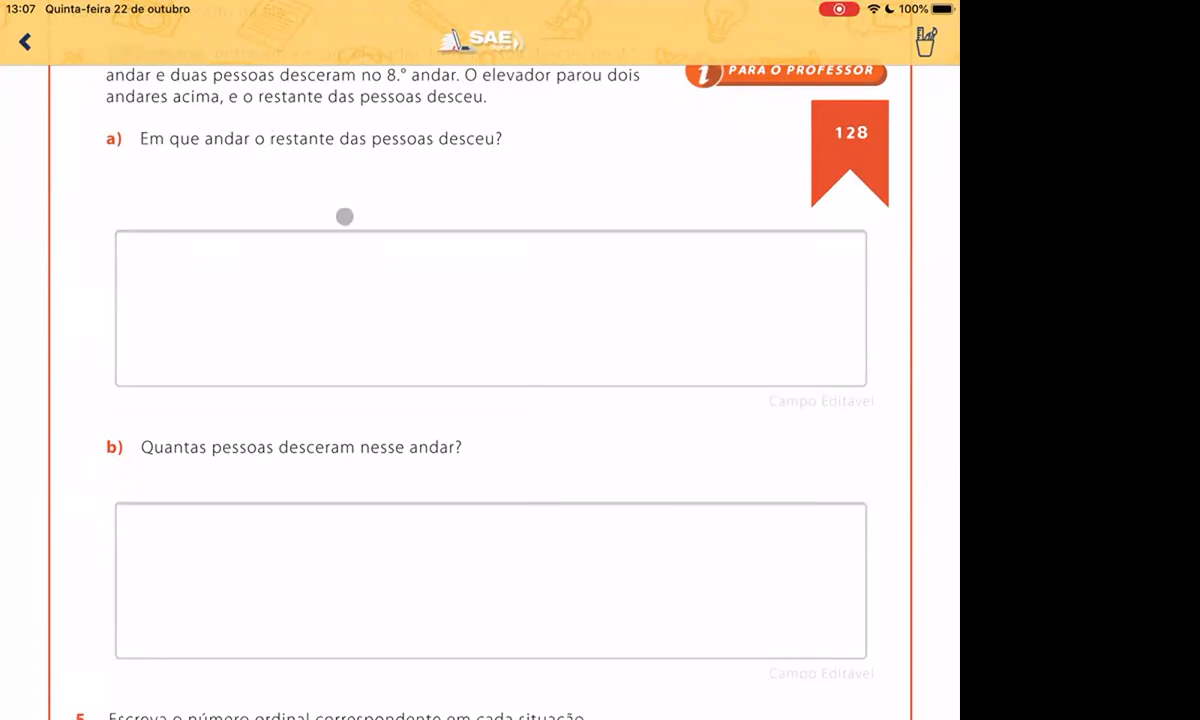 13:07 Quinta-feira 22 de outubro
100%
SAE
andar e duas pessoas desceram no 8.° andar. O elevador parou dois
andares acima, e o restante das pessoas desceu.
i PARA O PROFESSOR
128
a) Em que andar o restante das pessoas desceu?
Campo Editável
b) Quantas pessoas desceram nesse andar?
Campo Editável
5 Escreva o número ordinal correspondente em cada situação